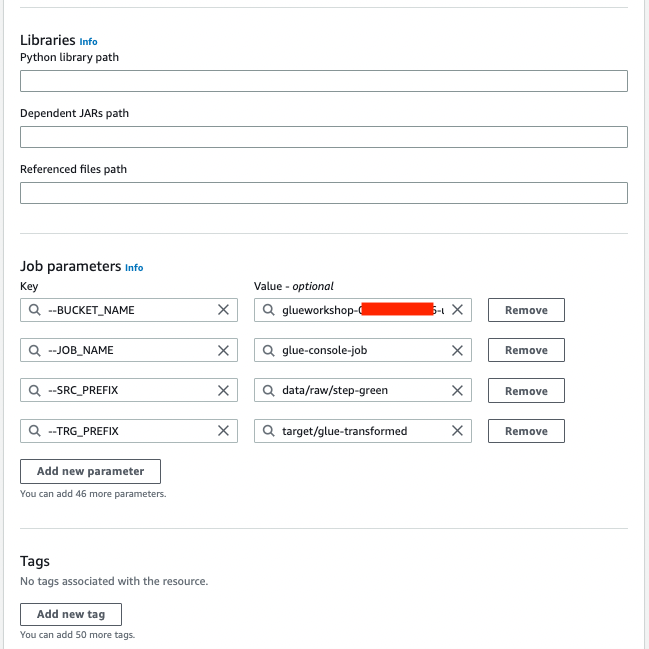 Libraries Info
Python library path
Dependent JARs path
Referenced files path
Job parameters Info
Key Value - optional
--BUCKET_NAME glueworkshop- Remove
--JOB_NAME glue-console-job Remove
--SRC_PREFIX data/raw/step-green Remove
--TRG_PREFIX target/glue-transformed Remove
Add new parameter
You can add 46 more parameters.
Tags
No tags associated with the resource.
Add new tag
You can add 50 more tags.